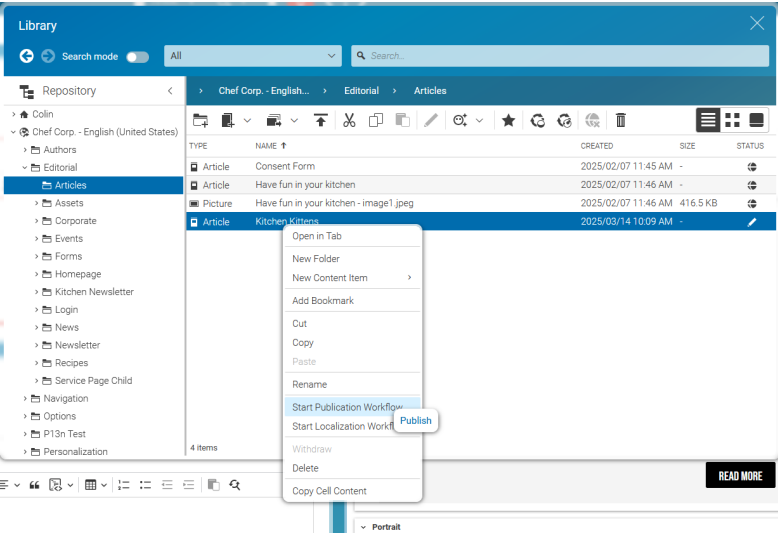 Library
Search mode
All
Search...
Repository
Chef Corp. - English...
Editorial
Articles
Colin
Chef Corp. - English (United States)
Authors
Editorial
Articles
Assets
Corporate
Events
Forms
Homepage
Kitchen Newsletter
Login
News
Newsletter
Recipes
Service Page Child
Navigation
Options
P13n Test
Personalization
TYPE NAME CREATED SIZE STATUS
Article Consent Form 2025/02/07 11:45 AM -
Article Have fun in your kitchen 2025/02/07 11:46 AM -
Picture Have fun in your kitchen - image1.jpeg 2025/02/07 11:46 AM 416.5 KB
Article Kitchen Kittens 2025/03/14 10:09 AM -
Open in Tab
New Folder
New Content Item
Add Bookmark
Cut
Copy
Paste
Rename
Start Publication Workflow
Publish
Start Localization Workf
Withdraw
Delete
Copy Cell Content
4 items
READ MORE
Portrait